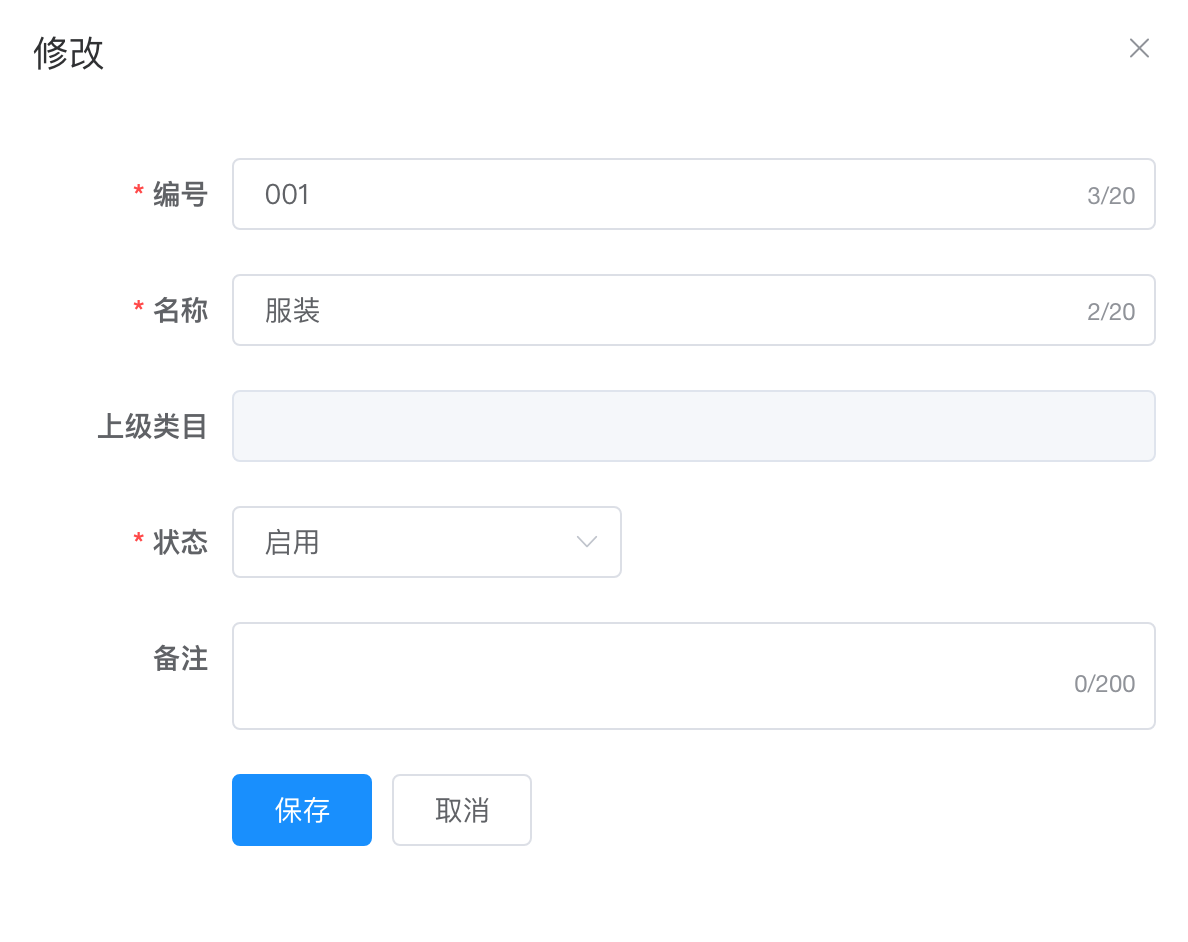 修改
* 编号 001 3/20
* 名称 服装 2/20
上级类目
* 状态 启用
备注
0/200
保存 取消